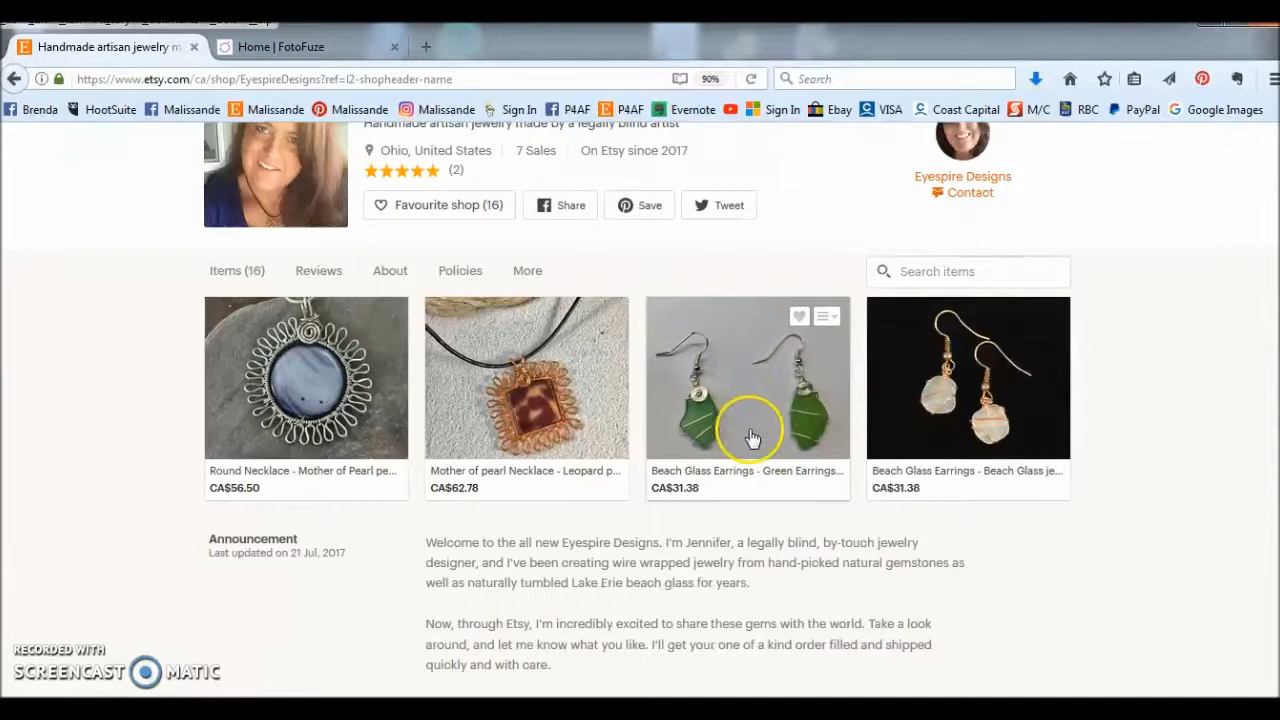 Handmade artisan jewelry m
Home | FotoFuze
https://www.etsy.com/ca/shop/EyespireDesigns?ref=l2-shopheader-name
90%
Search
Brenda HootSuite Malissande Malissande Malissande Malissande Sign In P4AF P4AF Evernote Sign In Ebay VISA Coast Capital M/C RBC PayPal Google Images
Handmade artisan jewelry made by a legally blind artist
Ohio, United States 7 Sales On Etsy since 2017
(2)
Favourite shop (16) Share Save Tweet
Eyespire Designs
Contact
Items (16) Reviews About Policies More
Search items
Round Necklace - Mother of Pearl pe...
CA$56.50
Mother of pearl Necklace - Leopard p...
CA$62.78
Beach Glass Earrings - Green Earrings...
CA$31.38
Beach Glass Earrings - Beach Glass je...
CA$31.38
Announcement
Last updated on 21 Jul, 2017
Welcome to the all new Eyespire Designs. I'm Jennifer, a legally blind, by-touch jewelry
designer, and I've been creating wire wrapped jewelry from hand-picked natural gemstones as
well as naturally tumbled Lake Erie beach glass for years.
Now, through Etsy, I'm incredibly excited to share these gems with the world. Take a look
around, and let me know what you like. I'll get your one of a kind order filled and shipped
quickly and with care.
RECORDED WITH
SCREENCAST MATIC